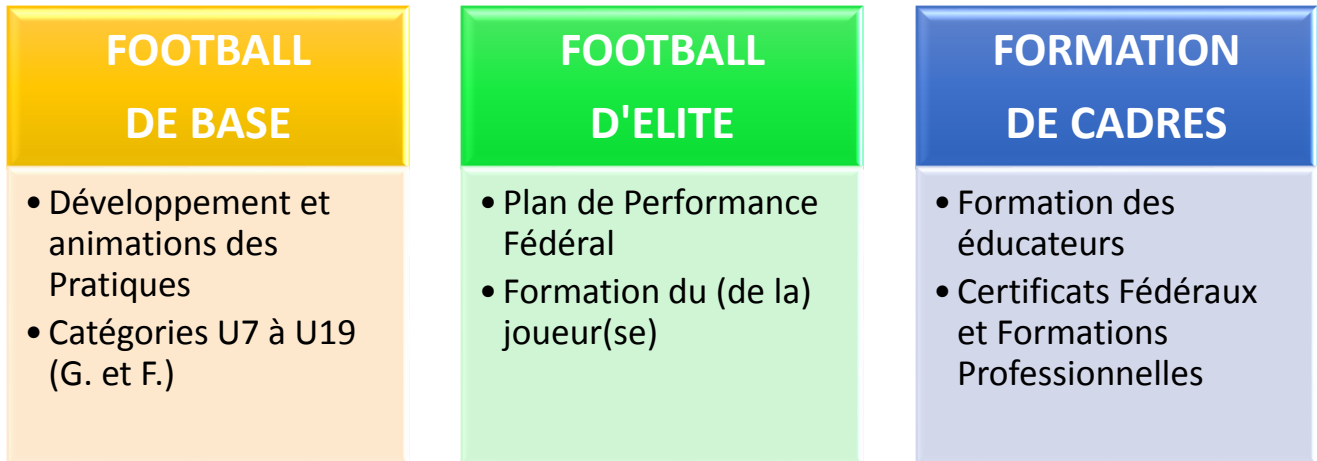 FOOTBALL
DE BASE
• Développement et
animations des
Pratiques
• Catégories U7 à U19
(G. et F.)
FOOTBALL
D'ELITE
• Plan de Performance
Fédéral
• Formation du (de la)
joueur(se)
FORMATION
DE CADRES
• Formation des
éducateurs
• Certificats Fédéraux
et Formations
Professionnelles